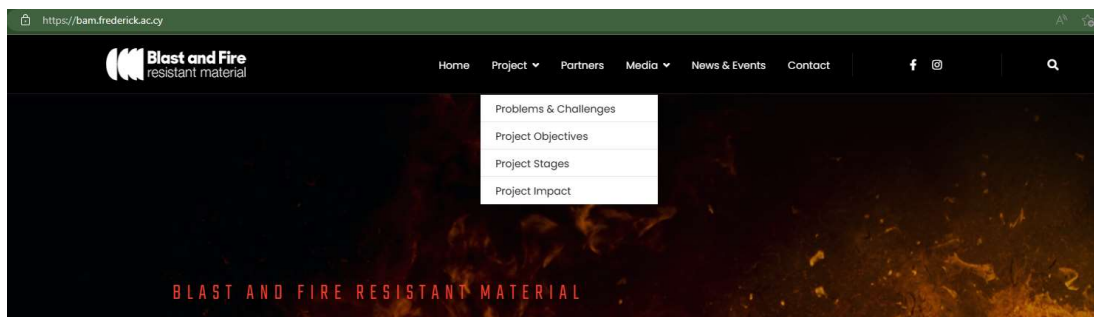 https://bam.frederick.ac.cy
Blast and Fire
resistant material
Home Project Partners Media News & Events Contact
Problems & Challenges
Project Objectives
Project Stages
Project Impact
BLAST AND FIRE RESISTANT MATERIAL